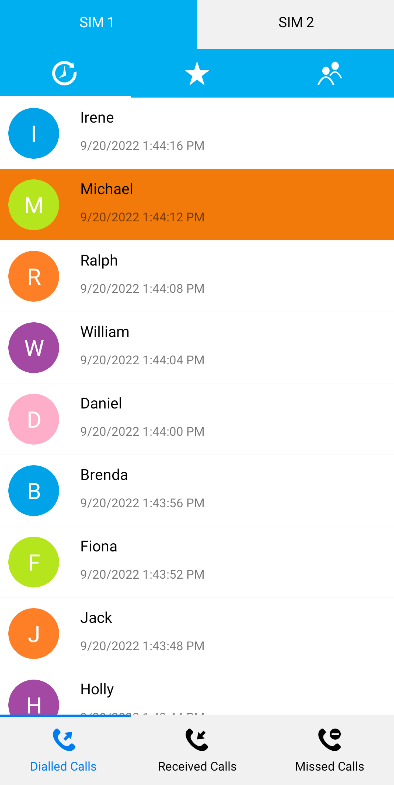 SIM 1
SIM 2
I
Irene
9/20/2022 1:44:16 PM
M
Michael
9/20/2022 1:44:12 PM
R
Ralph
9/20/2022 1:44:08 PM
W
William
9/20/2022 1:44:04 PM
D
Daniel
9/20/2022 1:44:00 PM
B
Brenda
9/20/2022 1:43:56 PM
F
Fiona
9/20/2022 1:43:52 PM
J
Jack
9/20/2022 1:43:48 PM
H
Holly
Dialled Calls
Received Calls
Missed Calls